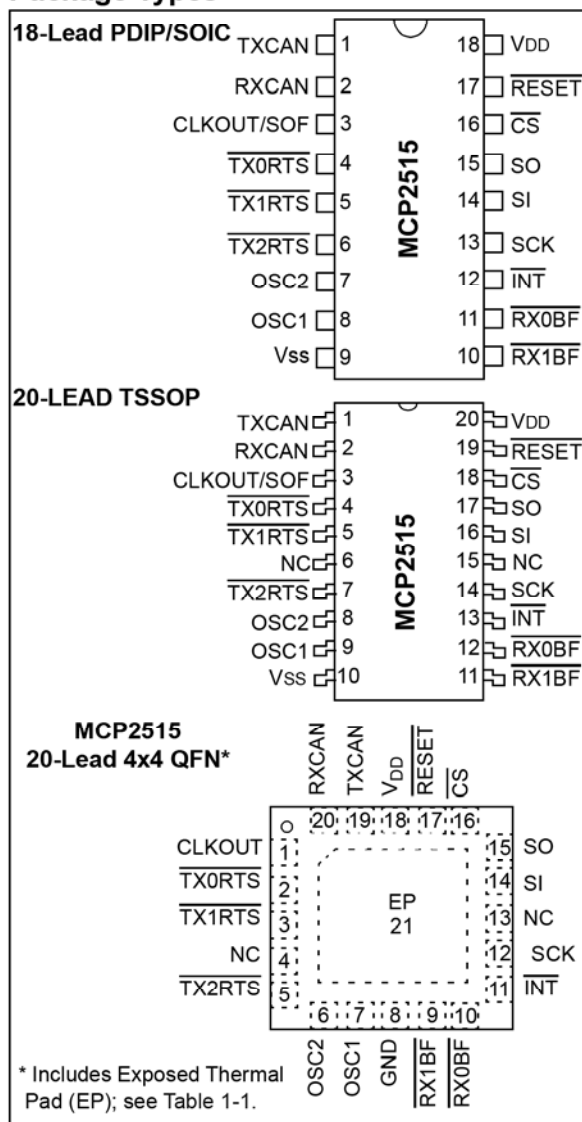 18-Lead PDIP/SOIC
TXCAN 1 18 VDD
RXCAN 2 17 RESET
CLKOUT/SOF 3 16 CS
TX0RTS 4 15 SO
TX1RTS 5 14 SI
TX2RTS 6 13 SCK
OSC2 7 12 INT
OSC1 8 11 RX0BF
Vss 9 10 RX1BF
MCP2515
20-LEAD TSSOP
TXCAN 1 20 VDD
RXCAN 2 19 RESET
CLKOUT/SOF 3 18 CS
TX0RTS 4 17 SO
TX1RTS 5 16 SI
NC 6 15 NC
TX2RTS 7 14 SCK
OSC2 8 13 INT
OSC1 9 12 RX0BF
Vss 10 11 RX1BF
MCP2515
MCP2515
20-Lead 4x4 QFN*
RXCAN TXCAN VDD RESET CS
20 19 18 17 16
CLKOUT 1 15 SO
TX0RTS 2 14 SI
TX1RTS 3 13 NC
NC 4 12 SCK
TX2RTS 5 11 INT
EP
21
6 7 8 9 10
OSC2 OSC1 GND RX1BF RX0BF
* Includes Exposed Thermal
Pad (EP); see Table 1-1.